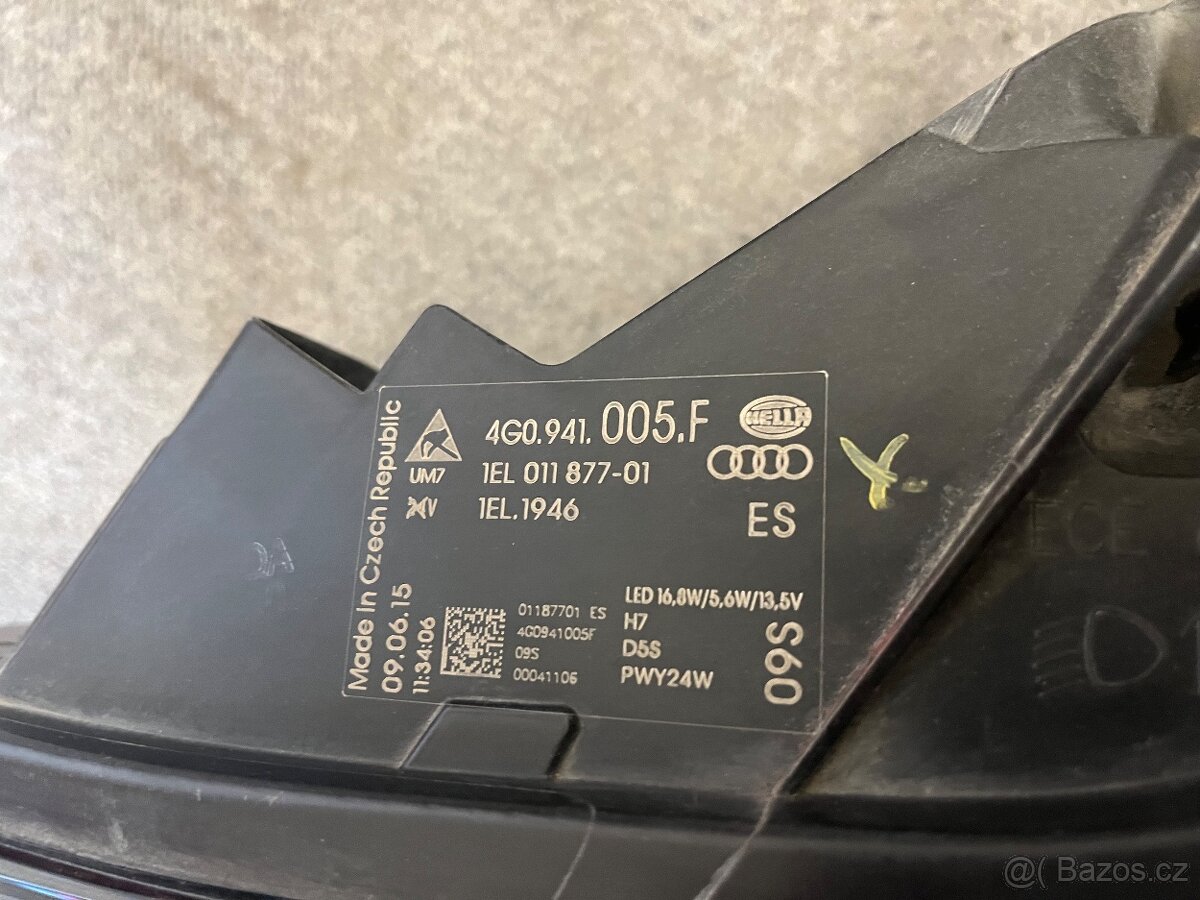 Made in Czech Republic
09.06.15
11:34:06
UM7
4G0.941. 005.F
HELLA
1EL 011 877-01
1EL.1946
ES
LED 16,8W/5,6W/13,5V
H7
D5S
PWY24W
01187701 ES
4G0941005F
09S
00041106
09S
ECE
@( Bazos.cz